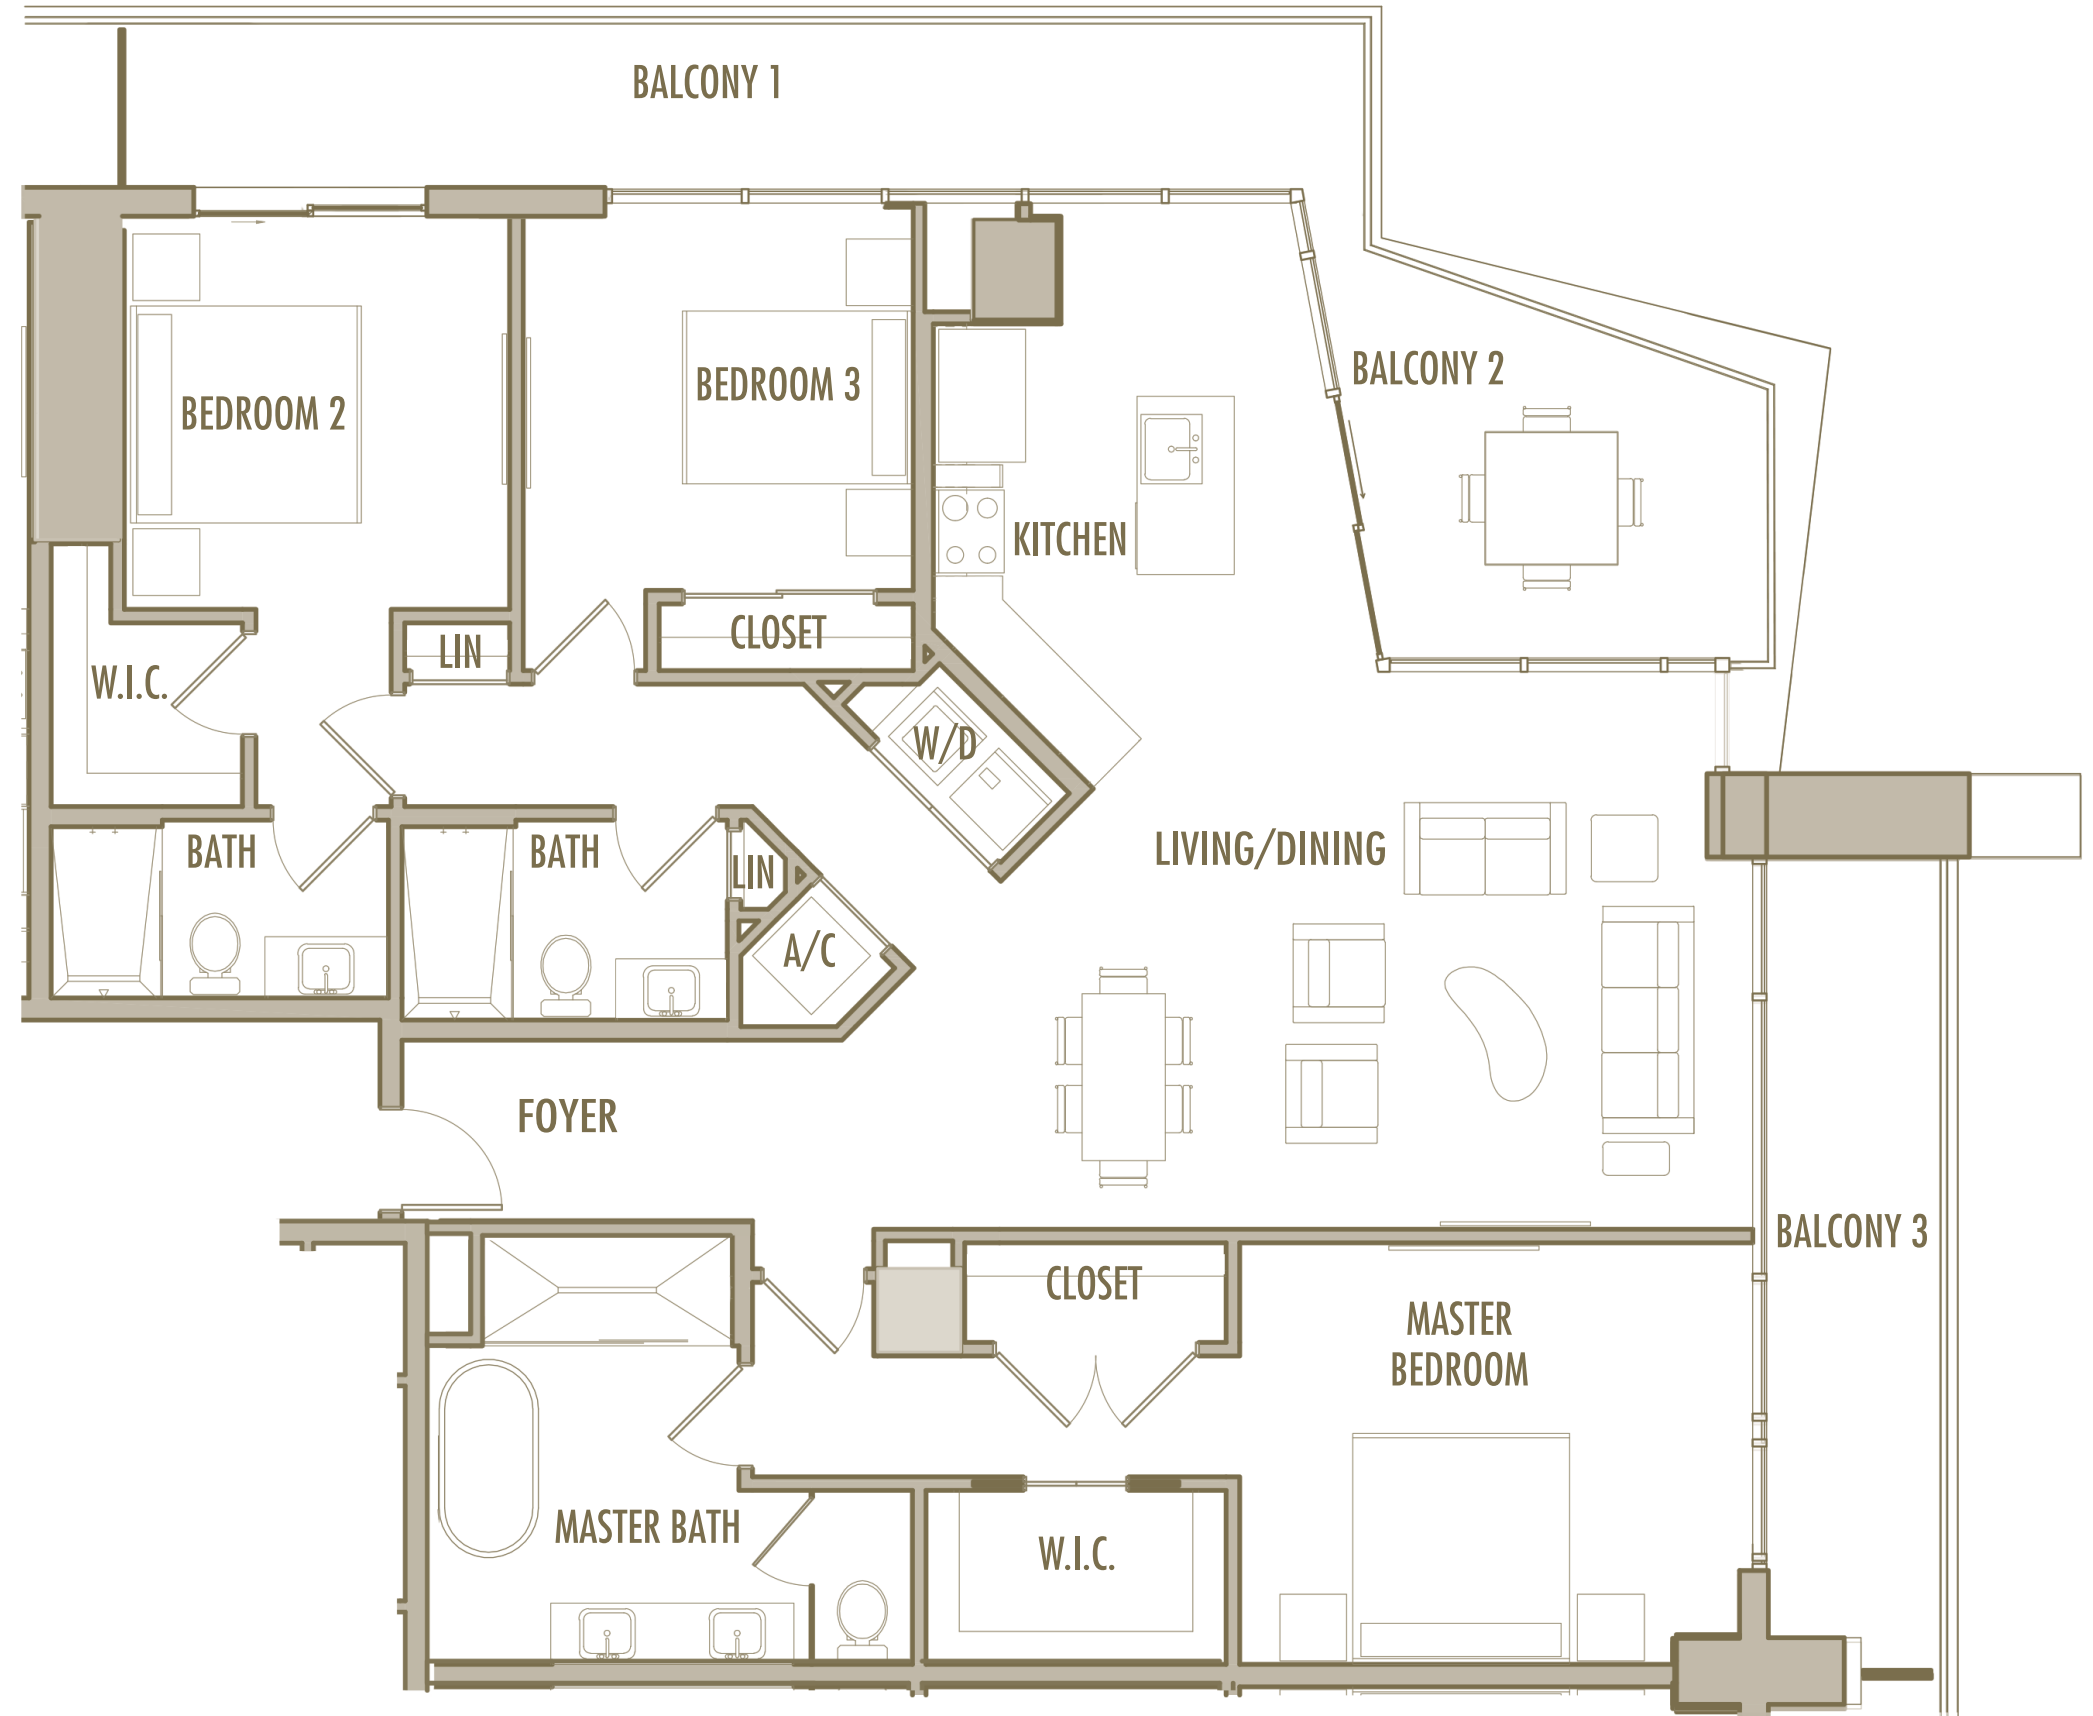 BALCONY 1
BALCONY 2
BEDROOM 3
BEDROOM 2
KITCHEN
CLOSET
LIN
W.I.C.
W/D
LIVING/DINING
BATH
BATH
LIN
A/C
FOYER
BALCONY 3
CLOSET
MASTER
BEDROOM
MASTER BATH
W.I.C.